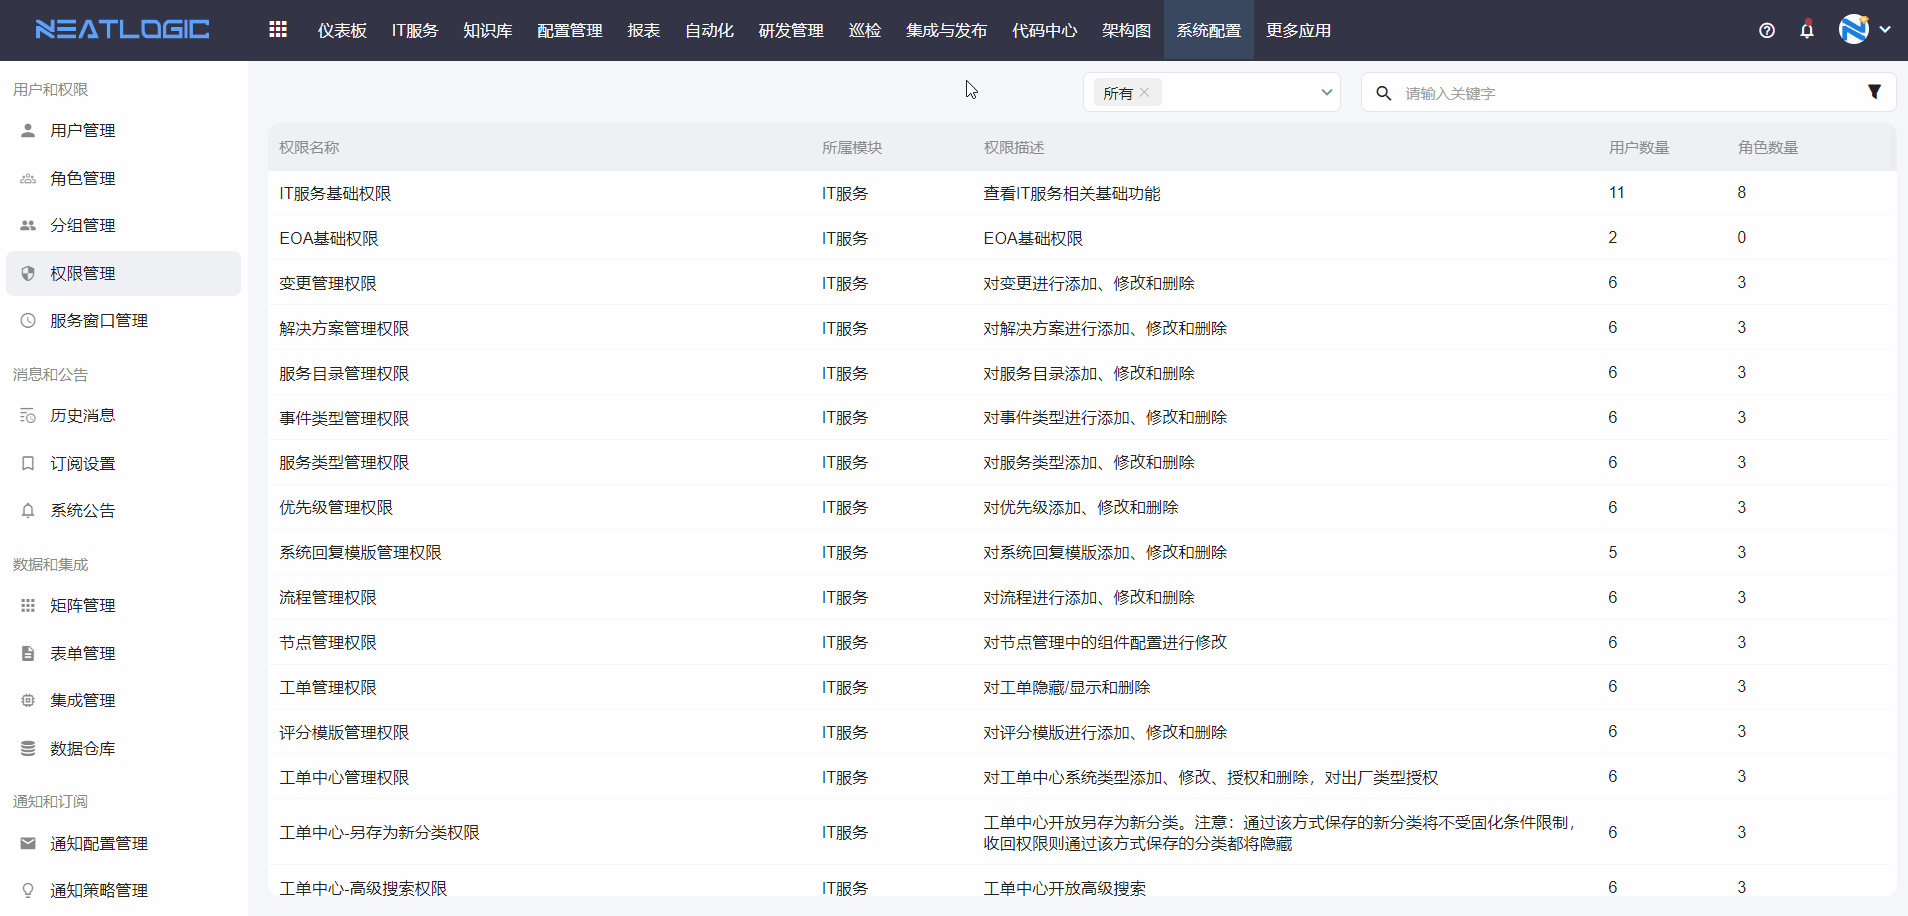 NEATLOGIC
仪表板 IT服务 知识库 配置管理 报表 自动化 研发管理 巡检 集成与发布 代码中心 架构图 系统配置 更多应用
用户和权限
用户管理
角色管理
分组管理
权限管理
服务窗口管理
消息和公告
历史消息
订阅设置
系统公告
数据和集成
矩阵管理
表单管理
集成管理
数据仓库
通知和订阅
通知配置管理
通知策略管理
所有
请输入关键字
权限名称 所属模块 权限描述 用户数量 角色数量
IT服务基础权限 IT服务 查看IT服务相关基础功能 11 8
EOA基础权限 IT服务 EOA基础权限 2 0
变更管理权限 IT服务 对变更进行添加、修改和删除 6 3
解决方案管理权限 IT服务 对解决方案进行添加、修改和删除 6 3
服务目录管理权限 IT服务 对服务目录添加、修改和删除 6 3
事件类型管理权限 IT服务 对事件类型进行添加、修改和删除 6 3
服务类型管理权限 IT服务 对服务类型添加、修改和删除 6 3
优先级管理权限 IT服务 对优先级添加、修改和删除 6 3
系统回复模版管理权限 IT服务 对系统回复模版添加、修改和删除 5 3
流程管理权限 IT服务 对流程进行添加、修改和删除 6 3
节点管理权限 IT服务 对节点管理中的组件配置进行修改 6 3
工单管理权限 IT服务 对工单隐藏/显示和删除 6 3
评分模版管理权限 IT服务 对评分模版进行添加、修改和删除 6 3
工单中心管理权限 IT服务 对工单中心系统类型添加、修改、授权和删除，对出厂类型授权 6 3
工单中心-另存为新分类权限 IT服务 工单中心开放另存为新分类。注意：通过该方式保存的新分类将不受固化条件限制， 6 3
收回权限则通过该方式保存的分类都将隐藏
工单中心-高级搜索权限 IT服务 工单中心开放高级搜索 6 3